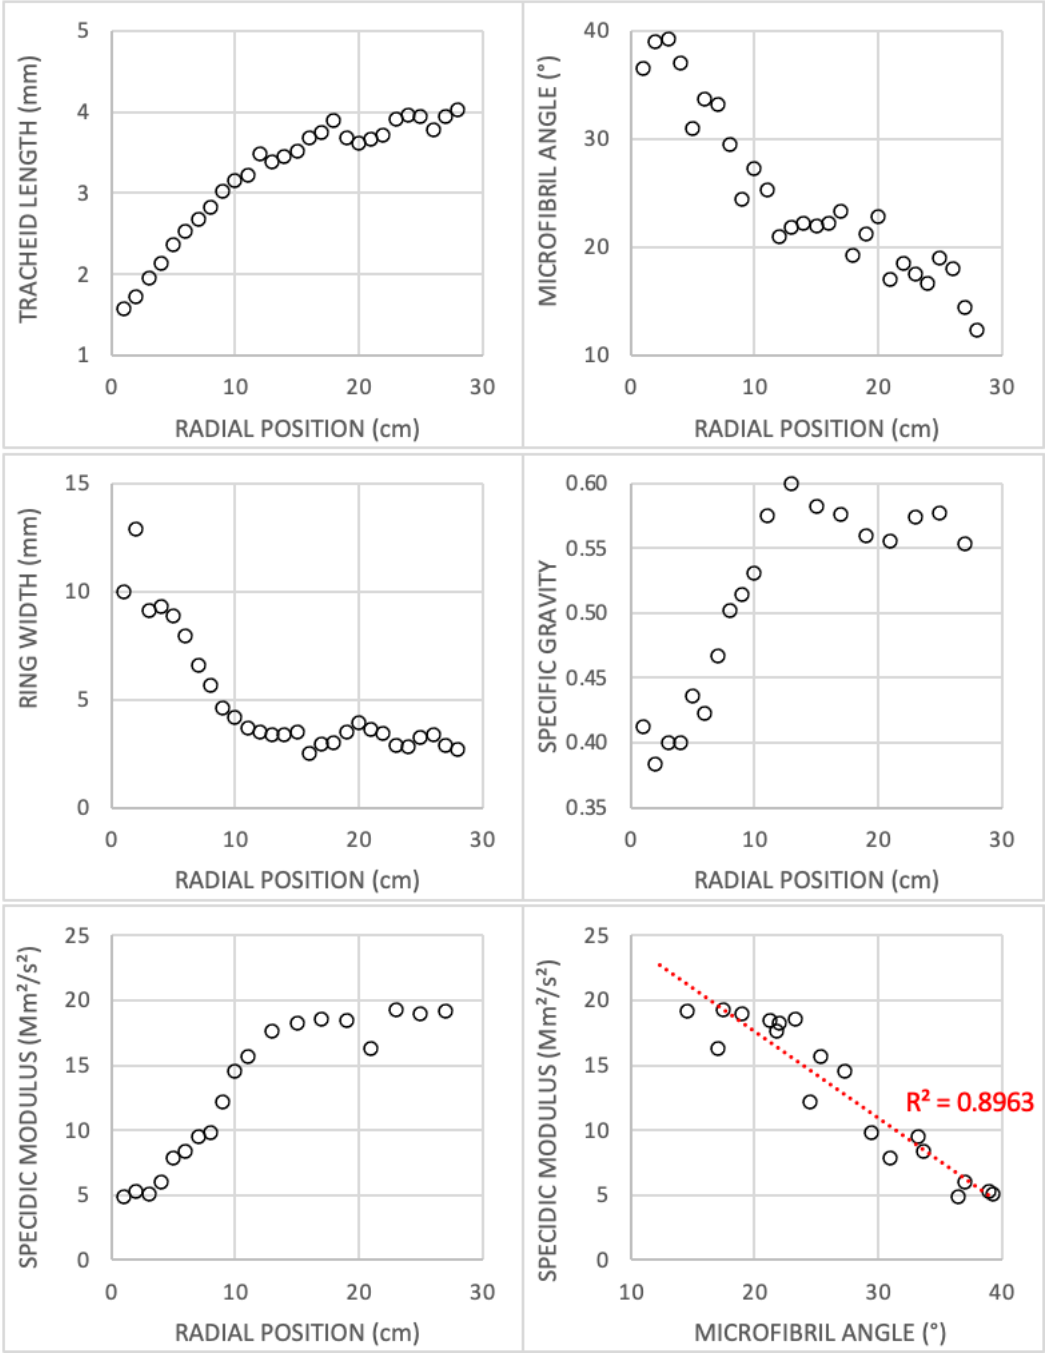 TRACHEID LENGTH (mm)
5
4
3
2
1
0 10 20 30
RADIAL POSITION (cm)
MICROFIBRIL ANGLE (°)
40
30
20
10
0 10 20 30
RADIAL POSITION (cm)
RING WIDTH (mm)
15
10
5
0
0 10 20 30
RADIAL POSITION (cm)
SPECIFIC GRAVITY
0.60
0.55
0.50
0.45
0.40
0.35
0 10 20 30
RADIAL POSITION (cm)
SPECIDIC MODULUS (Mm²/s²)
25
20
15
10
5
0
0 10 20 30
RADIAL POSITION (cm)
SPECIDIC MODULUS (Mm²/s²)
25
20
15
10
5
0
R² = 0.8963
10 20 30 40
MICROFIBRIL ANGLE (°)